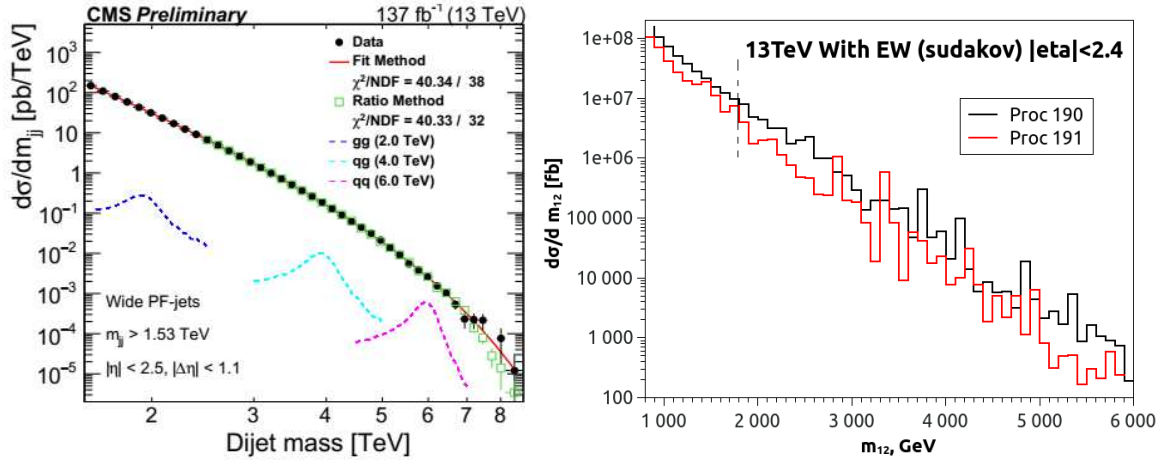 CMS Preliminary 137 fb⁻¹ (13 TeV)
dσ/dm_jj [pb/TeV]
10³
10²
10
1
10⁻¹
10⁻²
10⁻³
10⁻⁴
10⁻⁵
Data
Fit Method
χ²/NDF = 40.34 / 38
Ratio Method
χ²/NDF = 40.33 / 32
gg (2.0 TeV)
qg (4.0 TeV)
qq (6.0 TeV)
Wide PF-jets
m_jj > 1.53 TeV
|η| < 2.5, |Δη| < 1.1
2 3 4 5 6 7 8
Dijet mass [TeV]
13TeV With EW (sudakov) |eta|<2.4
Proc 190
Proc 191
dσ/d m₁₂ [fb]
1e+08
1e+07
1e+06
100 000
10 000
1 000
100
1 000 2 000 3 000 4 000 5 000 6 000
m₁₂, GeV